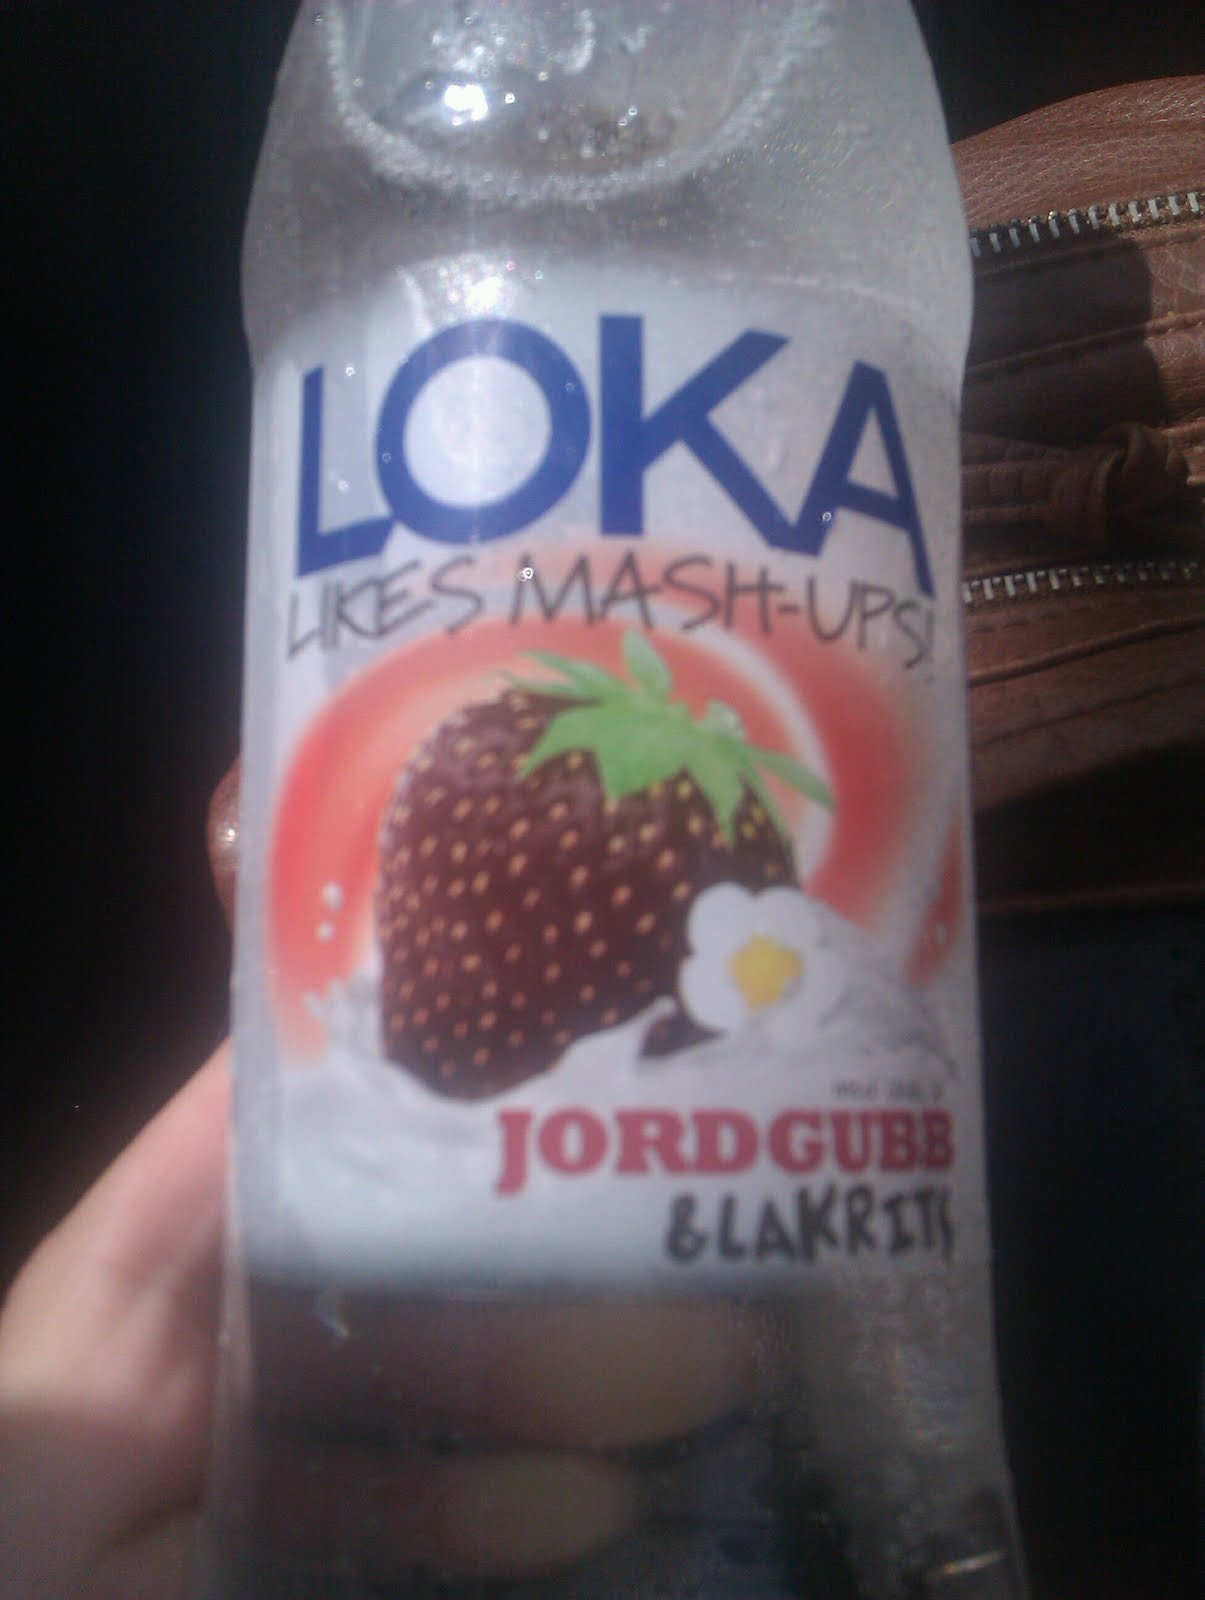 LOKA
LIKES MASH-UPS!
JORDGUBB
& LAKRITS